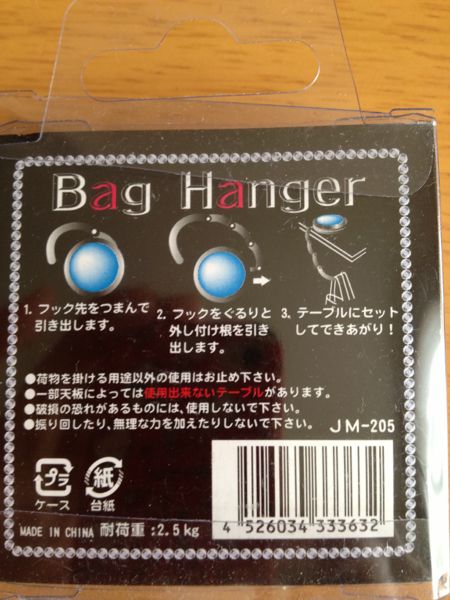 Bag Hanger
1. フック先をつまんで
引き出します。
2. フックをぐるりと
外し付け根を引き
出します。
3. テーブルにセット
してできあがり!
●荷物を掛ける用途以外の使用はお止め下さい。
●一部天板によっては使用出来ないテーブルがあります。
●破損の恐れがあるものには、使用しないで下さい。
●振り回したり、無理な力を加えたりしないで下さい。
JM-205
プラ
ケース
紙
台紙
4 526034 333632
MADE IN CHINA 耐荷重:2.5kg